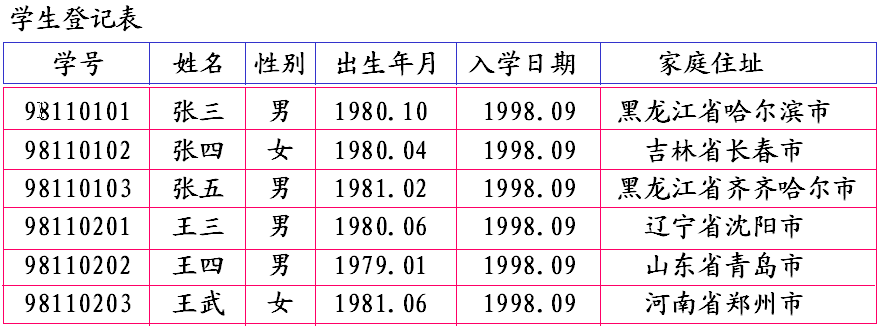 学生登记表
学号 姓名 性别 出生年月 入学日期 家庭住址
98110101 张三 男 1980.10 1998.09 黑龙江省哈尔滨市
98110102 张四 女 1980.04 1998.09 吉林省长春市
98110103 张五 男 1981.02 1998.09 黑龙江省齐齐哈尔市
98110201 王三 男 1980.06 1998.09 辽宁省沈阳市
98110202 王四 男 1979.01 1998.09 山东省青岛市
98110203 王武 女 1981.06 1998.09 河南省郑州市